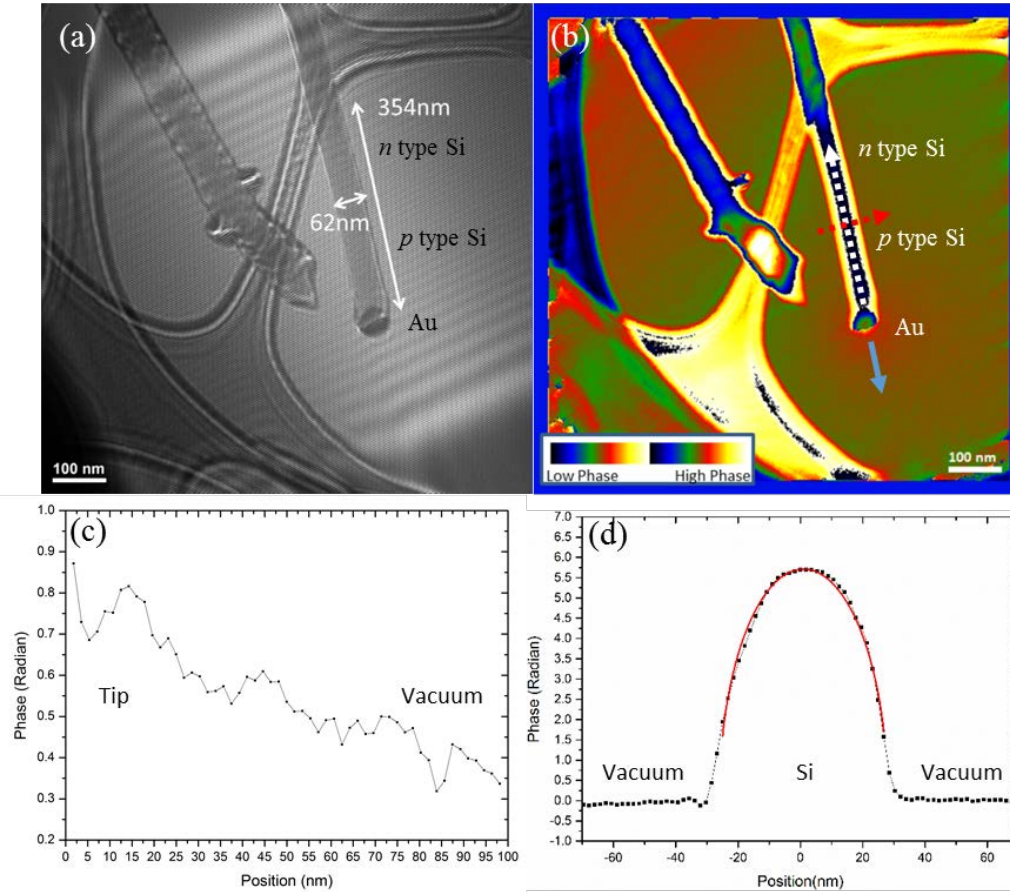 (a)
354nm
n type Si
62nm
p type Si
Au
100 nm
(b)
n type Si
p type Si
Au
Low Phase High Phase
100 nm
(c)
1.0
0.9
0.8
0.7
0.6
0.5
0.4
0.3
0.2
Phase (Radian)
Tip
Vacuum
0 5 10 15 20 25 30 35 40 45 50 55 60 65 70 75 80 85 90 95 100
Position (nm)
(d)
7.0
6.5
6.0
5.5
5.0
4.5
4.0
3.5
3.0
2.5
2.0
1.5
1.0
0.5
0.0
-0.5
-1.0
Phase (Radian)
Vacuum Si Vacuum
-60 -40 -20 0 20 40 60
Position(nm)